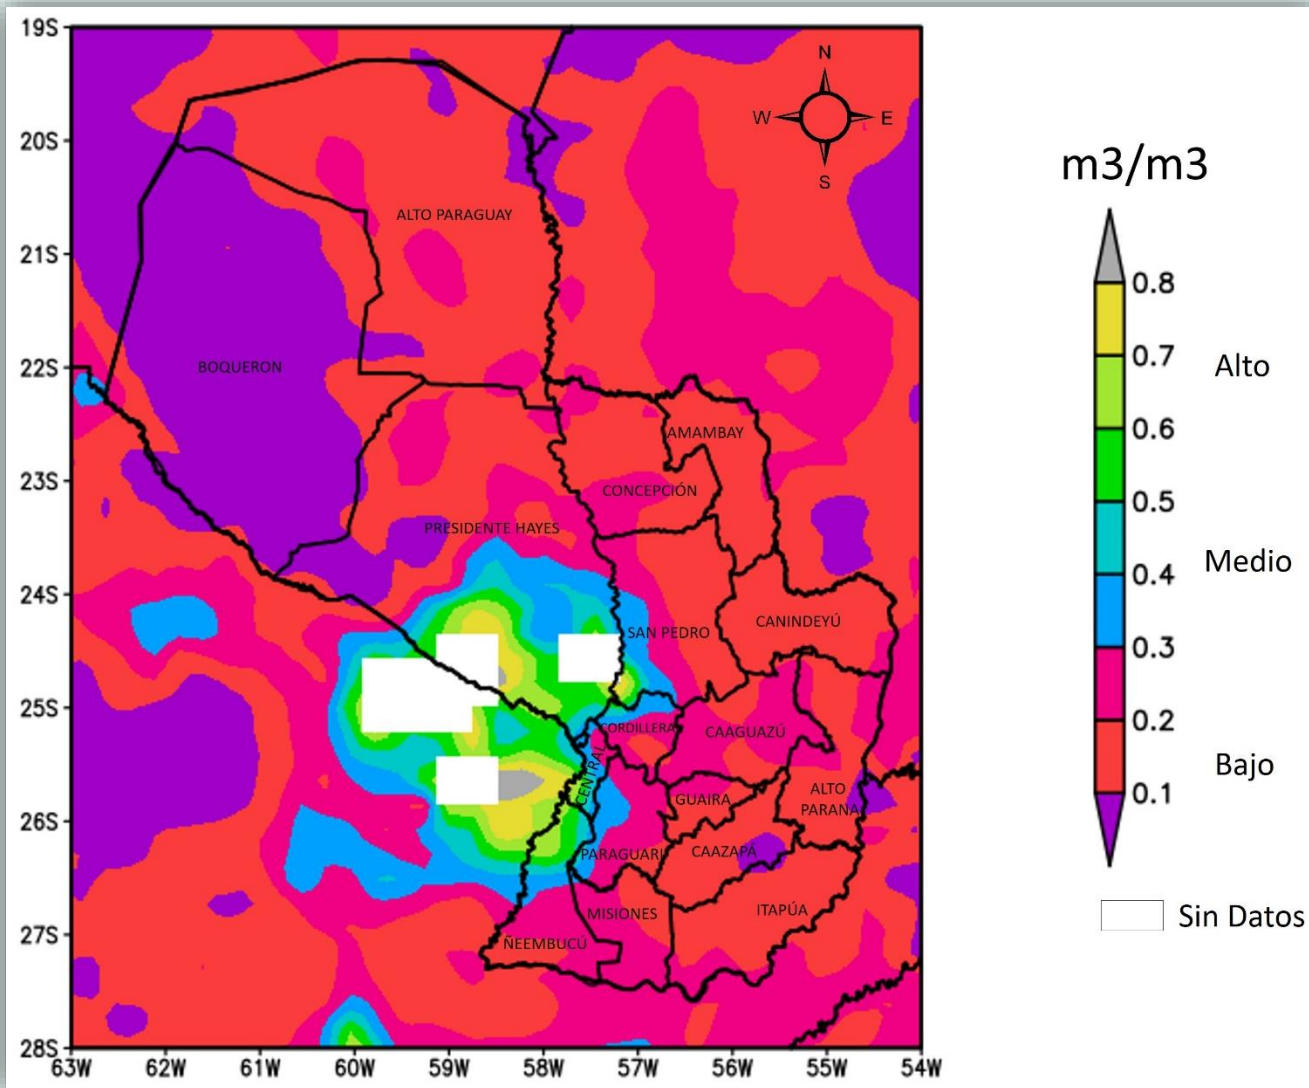 19S
20S
21S
22S
23S
24S
25S
26S
27S
28S
63W 62W 61W 60W 59W 58W 57W 56W 55W 54W
N
W E
S
ALTO PARAGUAY
BOQUERON
AMAMBAY
CONCEPCIÓN
PRESIDENTE HAYES
SAN PEDRO
CANINDEYÚ
CORDILLERA
CAAGUAZÚ
CENTRAL
GUAIRA
ALTO
PARANA
PARAGUARI
CAAZAPÁ
MISIONES
ITAPÚA
ÑEEMBUCÚ
m3/m3
0.8
0.7
Alto
0.6
0.5
Medio
0.4
0.3
0.2
Bajo
0.1
Sin Datos